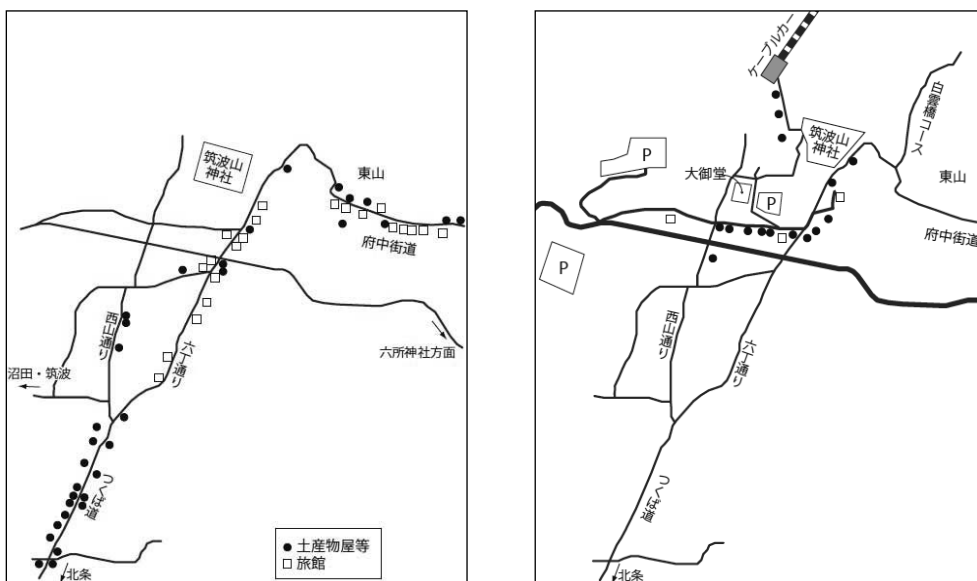 筑波山
神社
東山
府中街道
西山通り
六丁通り
六所神社方面
沼田・筑波
つくば道
● 土産物屋等
□ 旅館
北条
ケーブルカー
白雲橋コース
筑波山
神社
P
大御堂
P
東山
府中街道
P
西山通り
六丁通り
つくば道
北条